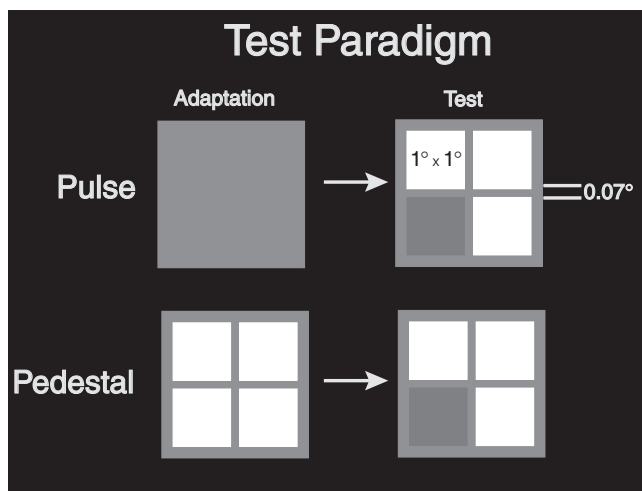 Test Paradigm
Adaptation
Test
Pulse
1° x 1°
0.07°
Pedestal